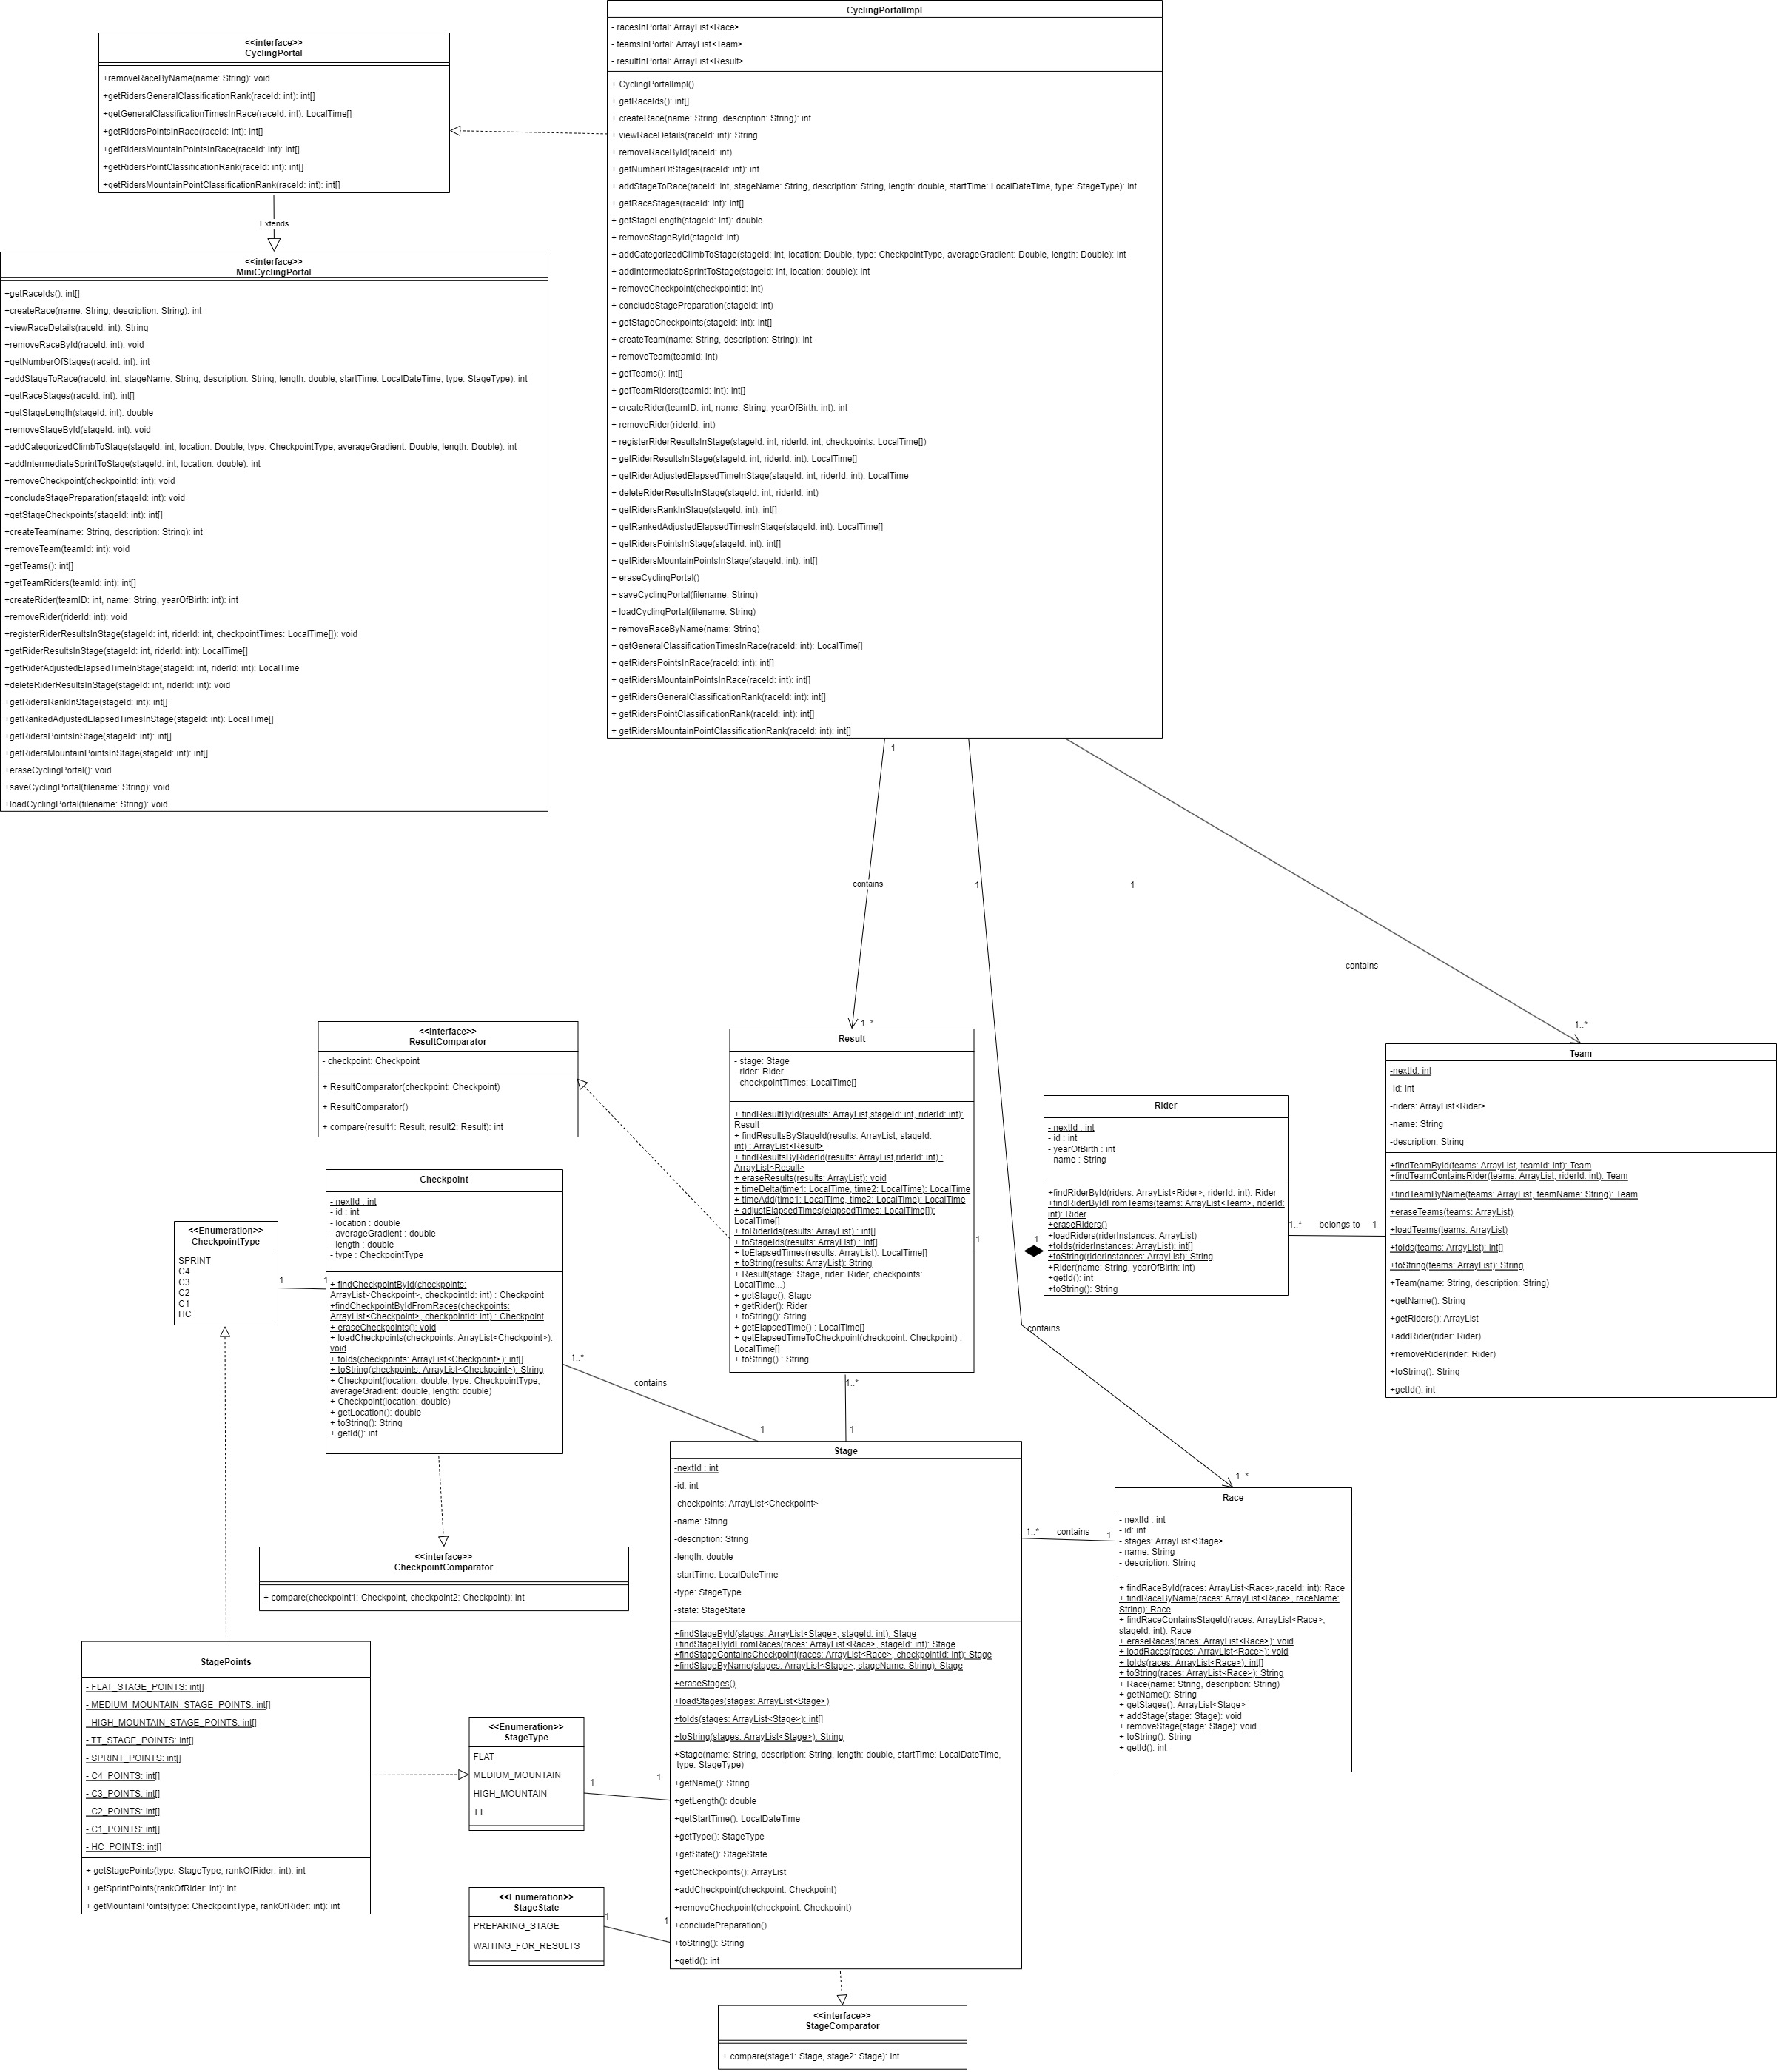 CyclingPortalImpl
- racesInPortal: ArrayList<Race>
- teamsInPortal: ArrayList<Team>
- resultInPortal: ArrayList<Result>
+ CyclingPortalImpl()
+ getRaceIds(): int[]
+ createRace(name: String, description: String): int
+ viewRaceDetails(raceId: int): String
+ removeRaceById(raceId: int)
+ getNumberOfStages(raceId: int): int
+ addStageToRace(raceId: int, stageName: String, description: String, length: double, startTime: LocalDateTime, type: StageType): int
+ getRaceStages(raceId: int): int[]
+ getStageLength(stageId: int): double
+ removeStageById(stageId: int)
+ addCategorizedClimbToStage(stageId: int, location: Double, type: CheckpointType, averageGradient: Double, length: Double): int
+ addIntermediateSprintToStage(stageId: int, location: double): int
+ removeCheckpoint(checkpointId: int)
+ concludeStagePreparation(stageId: int)
+ getStageCheckpoints(stageId: int): int[]
+ createTeam(name: String, description: String): int
+ removeTeam(teamId: int)
+ getTeams(): int[]
+ getTeamRiders(teamId: int): int[]
+ createRider(teamID: int, name: String, yearOfBirth: int): int
+ removeRider(riderId: int)
+ registerRiderResultsInStage(stageId: int, riderId: int, checkpoints: LocalTime[])
+ getRiderResultsInStage(stageId: int, riderId: int): LocalTime[]
+ getRiderAdjustedElapsedTimeInStage(stageId: int, riderId: int): LocalTime
+ deleteRiderResultsInStage(stageId: int, riderId: int)
+ getRidersRankInStage(stageId: int): int[]
+ getRankedAdjustedElapsedTimesInStage(stageId: int): LocalTime[]
+ getRidersPointsInStage(stageId: int): int[]
+ getRidersMountainPointsInStage(stageId: int): int[]
+ eraseCyclingPortal()
+ saveCyclingPortal(filename: String)
+ loadCyclingPortal(filename: String)
+ removeRaceByName(name: String)
+ getGeneralClassificationTimesInRace(raceId: int): LocalTime[]
+ getRidersPointsInRace(raceId: int): int[]
+ getRidersMountainPointsInRace(raceId: int): int[]
+ getRidersGeneralClassificationRank(raceId: int): int[]
+ getRidersPointClassificationRank(raceId: int): int[]
+ getRidersMountainPointClassificationRank(raceId: int): int[]
<<interface>>
CyclingPortal
+removeRaceByName(name: String): void
+getRidersGeneralClassificationRank(raceId: int): int[]
+getGeneralClassificationTimesInRace(raceId: int): LocalTime[]
+getRidersPointsInRace(raceId: int): int[]
+getRidersMountainPointsInRace(raceId: int): int[]
+getRidersPointClassificationRank(raceId: int): int[]
+getRidersMountainPointClassificationRank(raceId: int): int[]
Extends
<<interface>>
MiniCyclingPortal
+getRaceIds(): int[]
+createRace(name: String, description: String): int
+viewRaceDetails(raceId: int): String
+removeRaceById(raceId: int): void
+getNumberOfStages(raceId: int): int
+addStageToRace(raceId: int, stageName: String, description: String, length: double, startTime: LocalDateTime, type: StageType): int
+getRaceStages(raceId: int): int[]
+getStageLength(stageId: int): double
+removeStageById(stageId: int): void
+addCategorizedClimbToStage(stageId: int, location: Double, type: CheckpointType, averageGradient: Double, length: Double): int
+addIntermediateSprintToStage(stageId: int, location: double): int
+removeCheckpoint(checkpointId: int): void
+concludeStagePreparation(stageId: int): void
+getStageCheckpoints(stageId: int): int[]
+createTeam(name: String, description: String): int
+removeTeam(teamId: int): void
+getTeams(): int[]
+getTeamRiders(teamId: int): int[]
+createRider(teamID: int, name: String, yearOfBirth: int): int
+removeRider(riderId: int): void
+registerRiderResultsInStage(stageId: int, riderId: int, checkpointTimes: LocalTime[]): void
+getRiderResultsInStage(stageId: int, riderId: int): LocalTime[]
+getRiderAdjustedElapsedTimeInStage(stageId: int, riderId: int): LocalTime
+deleteRiderResultsInStage(stageId: int, riderId: int): void
+getRidersRankInStage(stageId: int): int[]
+getRankedAdjustedElapsedTimesInStage(stageId: int): LocalTime[]
+getRidersPointsInStage(stageId: int): int[]
+getRidersMountainPointsInStage(stageId: int): int[]
+eraseCyclingPortal(): void
+saveCyclingPortal(filename: String): void
+loadCyclingPortal(filename: String): void
1
contains
1..*
1
contains
1..*
1
contains
1..*
<<interface>>
ResultComparator
- checkpoint: Checkpoint
+ ResultComparator(checkpoint: Checkpoint)
+ ResultComparator()
+ compare(result1: Result, result2: Result): int
Result
- stage: Stage
- rider: Rider
- checkpointTimes: LocalTime[]
+ findResultById(results: ArrayList,stageId: int, riderId: int):
Result
+ findResultsByStageId(results: ArrayList, stageId:
int) : ArrayList<Result>
+ findResultsByRiderId(results: ArrayList,riderId: int) :
ArrayList<Result>
+ eraseResults(results: ArrayList): void
+ timeDelta(time1: LocalTime, time2: LocalTime): LocalTime
+ timeAdd(time1: LocalTime, time2: LocalTime): LocalTime
+ adjustElapsedTimes(elapsedTimes: LocalTime[]):
LocalTime[]
+ toRiderIds(results: ArrayList) : int[]
+ toStageIds(results: ArrayList) : int[]
+ toElapsedTimes(results: ArrayList): LocalTime[]
+ toString(results: ArrayList): String
+ Result(stage: Stage, rider: Rider, checkpoints:
LocalTime...)
+ getStage(): Stage
+ getRider(): Rider
+ toString(): String
+ getElapsedTime() : LocalTime[]
+ getElapsedTimeToCheckpoint(checkpoint: Checkpoint) :
LocalTime[]
+ toString() : String
1
1
Rider
- nextId : int
- id : int
- yearOfBirth : int
- name : String
+findRiderById(riders: ArrayList<Rider>, riderId: int): Rider
+findRiderByIdFromTeams(teams: ArrayList<Team>, riderId:
int): Rider
+eraseRiders()
+loadRiders(riderInstances: ArrayList)
+toIds(riderInstances: ArrayList): int[]
+toString(riderInstances: ArrayList): String
+Rider(name: String, yearOfBirth: int)
+getId(): int
+toString(): String
1..*
belongs to
1
Team
-nextId: int
-id: int
-riders: ArrayList<Rider>
-name: String
-description: String
+findTeamById(teams: ArrayList, teamId: int): Team
+findTeamContainsRider(teams: ArrayList, riderId: int): Team
+findTeamByName(teams: ArrayList, teamName: String): Team
+eraseTeams(teams: ArrayList)
+loadTeams(teams: ArrayList)
+toIds(teams: ArrayList): int[]
+toString(teams: ArrayList): String
+Team(name: String, description: String)
+getName(): String
+getRiders(): ArrayList
+addRider(rider: Rider)
+removeRider(rider: Rider)
+toString(): String
+getId(): int
<<Enumeration>>
CheckpointType
SPRINT
C4
C3
C2
C1
HC
1
Checkpoint
- nextId : int
- id : int
- location : double
- averageGradient : double
- length : double
- type : CheckpointType
+ findCheckpointById(checkpoints:
ArrayList<Checkpoint>, checkpointId: int) : Checkpoint
+findCheckpointByIdFromRaces(checkpoints:
ArrayList<Checkpoint>, checkpointId: int) : Checkpoint
+ eraseCheckpoints(): void
+ loadCheckpoints(checkpoints: ArrayList<Checkpoint>):
void
+ toIds(checkpoints: ArrayList<Checkpoint>): int[]
+ toString(checkpoints: ArrayList<Checkpoint>): String
+ Checkpoint(location: double, type: CheckpointType,
averageGradient: double, length: double)
+ Checkpoint(location: double)
+ getLocation(): double
+ toString(): String
+ getId(): int
1..*
contains
1
1..*
1
<<interface>>
CheckpointComparator
+ compare(checkpoint1: Checkpoint, checkpoint2: Checkpoint): int
Stage
-nextId : int
-id: int
-checkpoints: ArrayList<Checkpoint>
-name: String
-description: String
-length: double
-startTime: LocalDateTime
-type: StageType
-state: StageState
+findStageById(stages: ArrayList<Stage>, stageId: int): Stage
+findStageByIdFromRaces(races: ArrayList<Race>, stageId: int): Stage
+findStageContainsCheckpoint(races: ArrayList<Race>, checkpointId: int): Stage
+findStageByName(stages: ArrayList<Stage>, stageName: String): Stage
+eraseStages()
+loadStages(stages: ArrayList<Stage>)
+toIds(stages: ArrayList<Stage>): int[]
+toString(stages: ArrayList<Stage>): String
+Stage(name: String, description: String, length: double, startTime: LocalDateTime,
type: StageType)
+getName(): String
+getLength(): double
+getStartTime(): LocalDateTime
+getType(): StageType
+getState(): StageState
+getCheckpoints(): ArrayList
+addCheckpoint(checkpoint: Checkpoint)
+removeCheckpoint(checkpoint: Checkpoint)
+concludePreparation()
+toString(): String
+getId(): int
1..*
contains
1
Race
- nextId : int
- id: int
- stages: ArrayList<Stage>
- name: String
- description: String
+ findRaceById(races: ArrayList<Race>,raceId: int): Race
+ findRaceByName(races: ArrayList<Race>, raceName:
String): Race
+ findRaceContainsStageId(races: ArrayList<Race>,
stageId: int): Race
+ eraseRaces(races: ArrayList<Race>): void
+ loadRaces(races: ArrayList<Race>): void
+ toIds(races: ArrayList<Race>): int[]
+ toString(races: ArrayList<Race>): String
+ Race(name: String, description: String)
+ getName(): String
+ getStages(): ArrayList<Stage>
+ addStage(stage: Stage): void
+ removeStage(stage: Stage): void
+ toString(): String
+ getId(): int
StagePoints
- FLAT_STAGE_POINTS: int[]
- MEDIUM_MOUNTAIN_STAGE_POINTS: int[]
- HIGH_MOUNTAIN_STAGE_POINTS: int[]
- TT_STAGE_POINTS: int[]
- SPRINT_POINTS: int[]
- C4_POINTS: int[]
- C3_POINTS: int[]
- C2_POINTS: int[]
- C1_POINTS: int[]
- HC_POINTS: int[]
+ getStagePoints(type: StageType, rankOfRider: int): int
+ getSprintPoints(rankOfRider: int): int
+ getMountainPoints(type: CheckpointType, rankOfRider: int): int
<<Enumeration>>
StageType
FLAT
MEDIUM_MOUNTAIN
HIGH_MOUNTAIN
TT
1
1
<<Enumeration>>
StageState
PREPARING_STAGE
WAITING_FOR_RESULTS
1
1
<<interface>>
StageComparator
+ compare(stage1: Stage, stage2: Stage): int